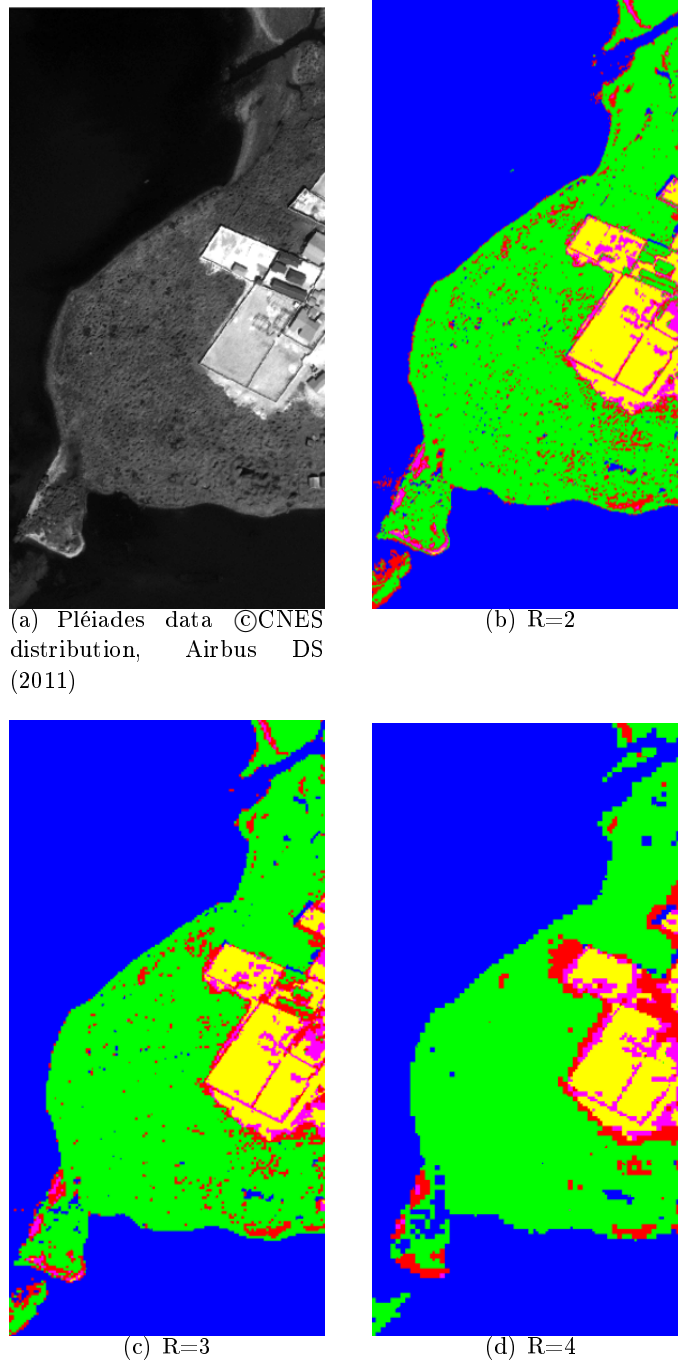 (a) Pléiades data ©CNES
distribution, Airbus DS
(2011)
(b) R=2
(c) R=3
(d) R=4